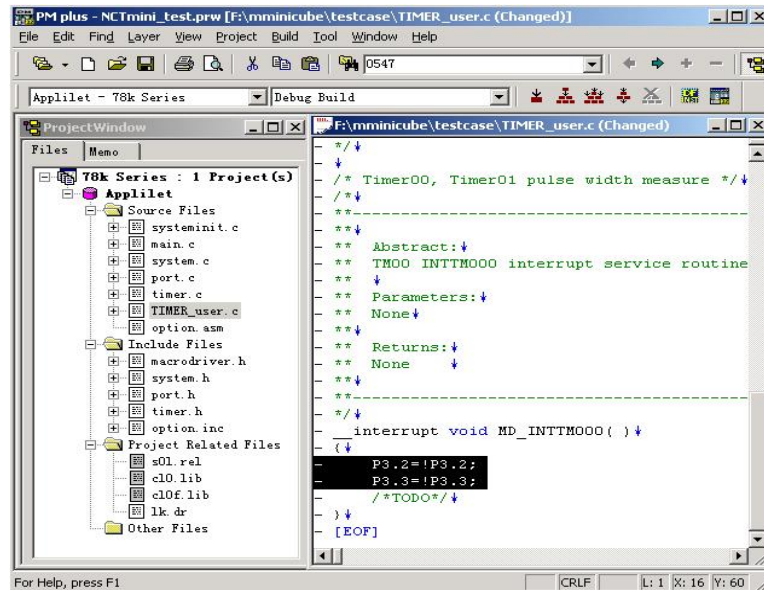 PM plus - NCTmini_test.prw [F:\mminicube\testcase\TIMER_user.c (Changed)]
File Edit Find Layer View Project Build Tool Window Help
0547
Applilet - 78k Series
Debug Build
ProjectWindow
Files Memo
78k Series : 1 Project(s)
Applilet
Source Files
systeminit.c
main.c
system.c
port.c
timer.c
TIMER_user.c
option.asm
Include Files
macrodriver.h
system.h
port.h
timer.h
option.inc
Project Related Files
s0l.rel
cl0.lib
cl0f.lib
lk.dr
Other Files
F:\mminicube\testcase\TIMER_user.c (Changed)
*/
/* Timer00, Timer01 pulse width measure */
/*
**-----------------------------------------------
**
** Abstract:
** TM00 INTTM000 interrupt service routine
**
** Parameters:
** None
**
** Returns:
** None
**
**-----------------------------------------------
*/
__interrupt void MD_INTTM000( )
{
P3.2=!P3.2;
P3.3=!P3.3;
/*TODO*/
}
[EOF]
For Help, press F1
CRLF
L: 1 X: 16 Y: 60